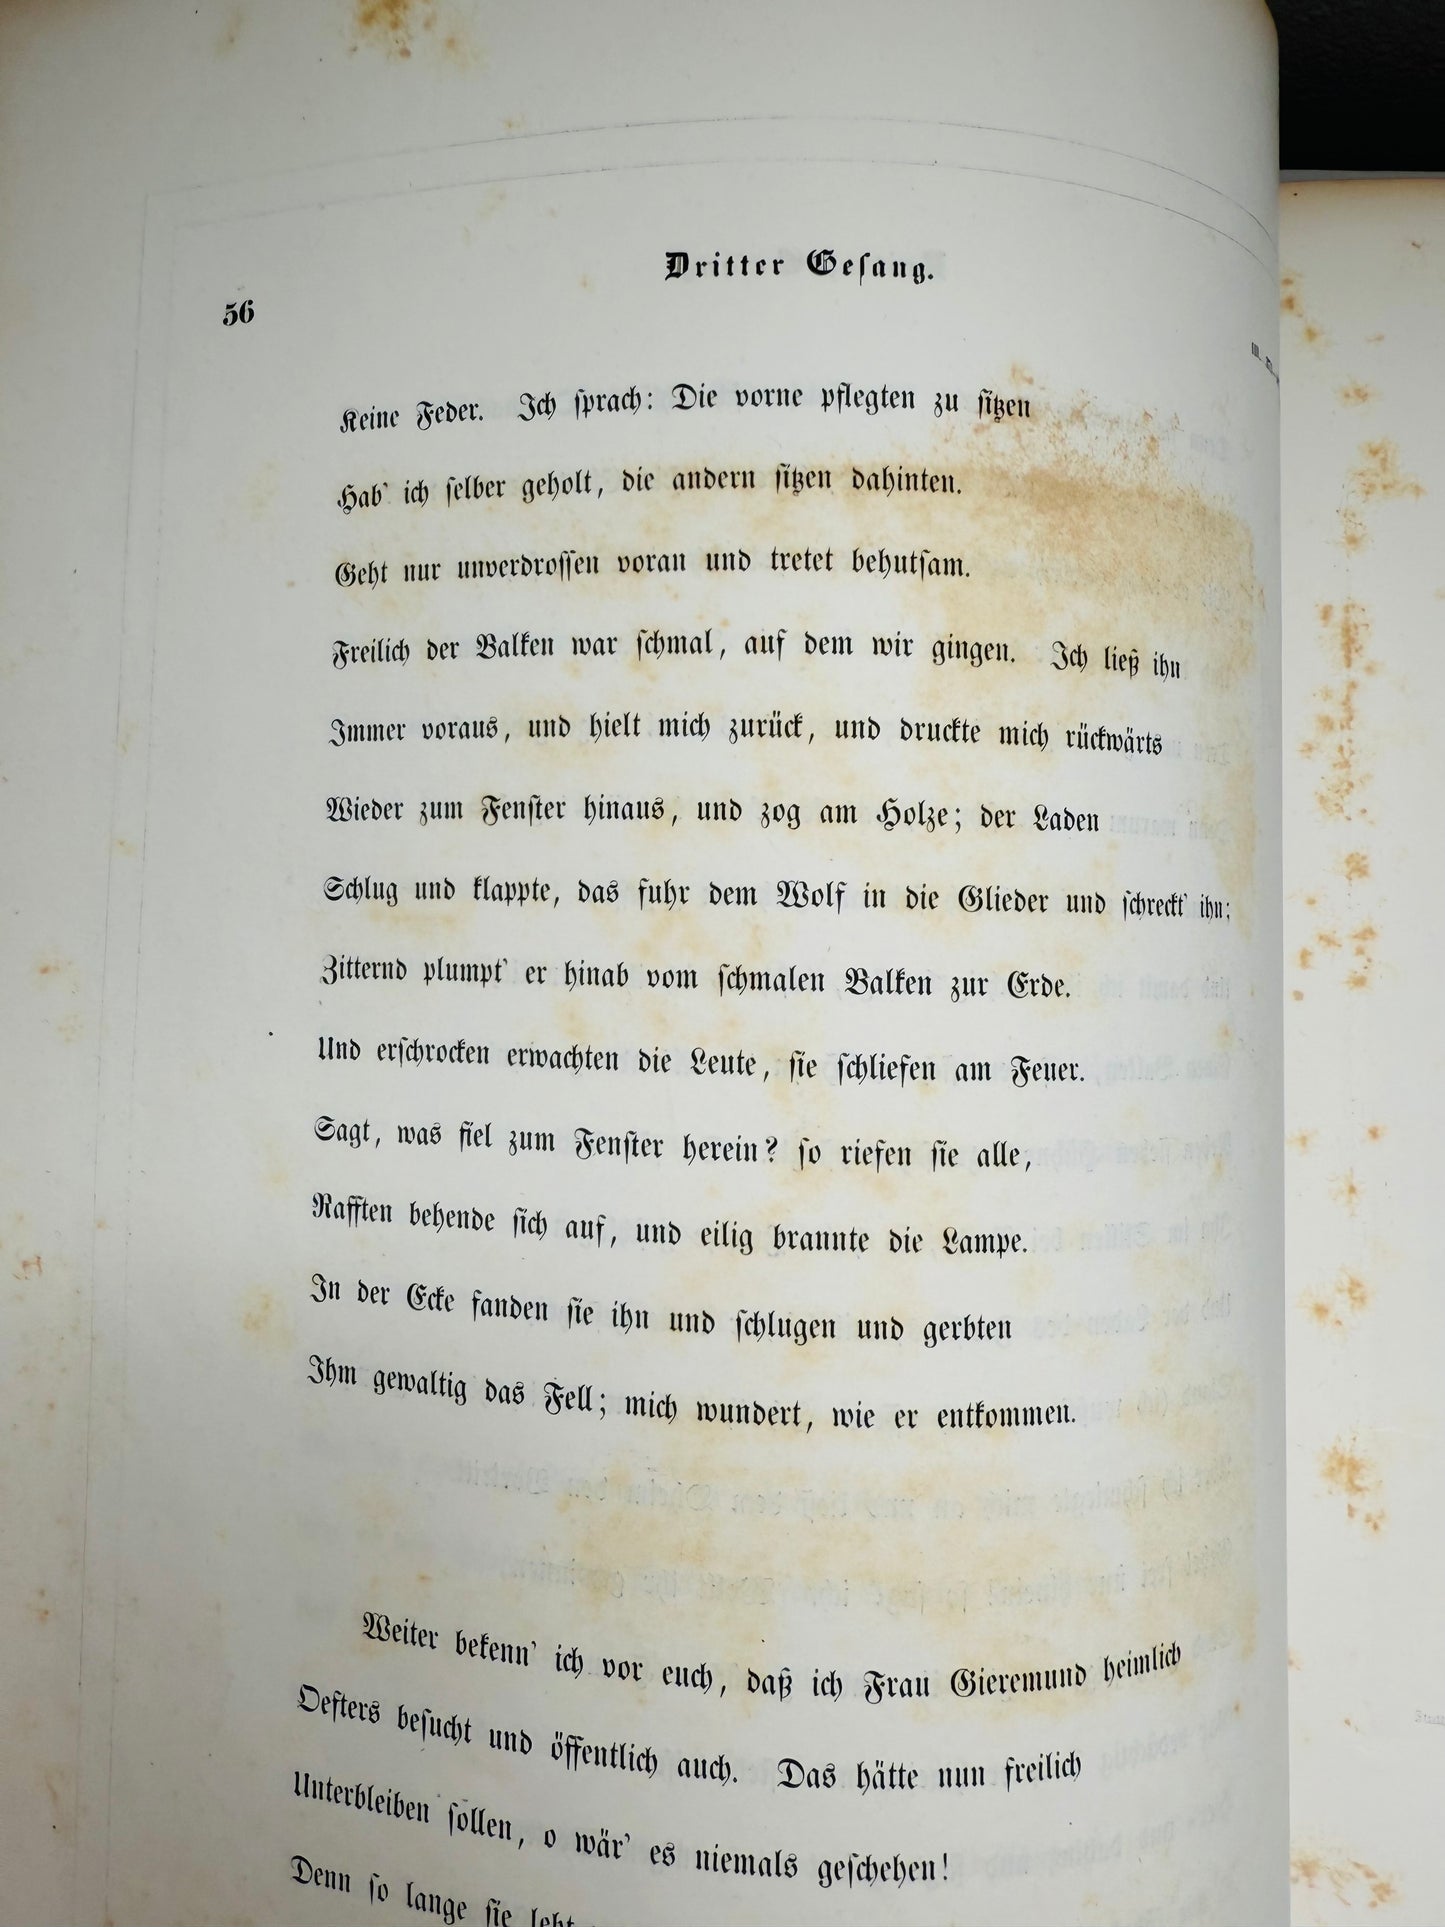 Dritter Gesang.
56
Keine Feder. Ich sprach: Die vorne pflegten zu sitzen
Hab' ich selber geholt, die andern sitzen dahinten.
Geht nur unverdrossen voran und tretet behutsam.
Freilich der Balken war schmal, auf dem wir gingen. Ich ließ ihn
Immer voraus, und hielt mich zurück, und druckte mich rückwärts
Wieder zum Fenster hinaus, und zog am Holze; der Laden
Schlug und klappte, das fuhr dem Wolf in die Glieder und schreckt' ihn;
Zitternd plumpt' er hinab vom schmalen Balken zur Erde.
Und erschrocken erwachten die Leute, sie schliefen am Feuer.
Sagt, was fiel zum Fenster herein? so riefen sie alle,
Rafften behende sich auf, und eilig brannte die Lampe.
In der Ecke fanden sie ihn und schlugen und gerbten
Ihm gewaltig das Fell; mich wundert, wie er entkommen.
Weiter bekenn' ich vor euch, daß ich Frau Gieremund heimlich
Oefters besucht und öffentlich auch. Das hätte nun freilich
Unterbleiben sollen, o wär' es niemals geschehen!
Denn so lange sie lebt